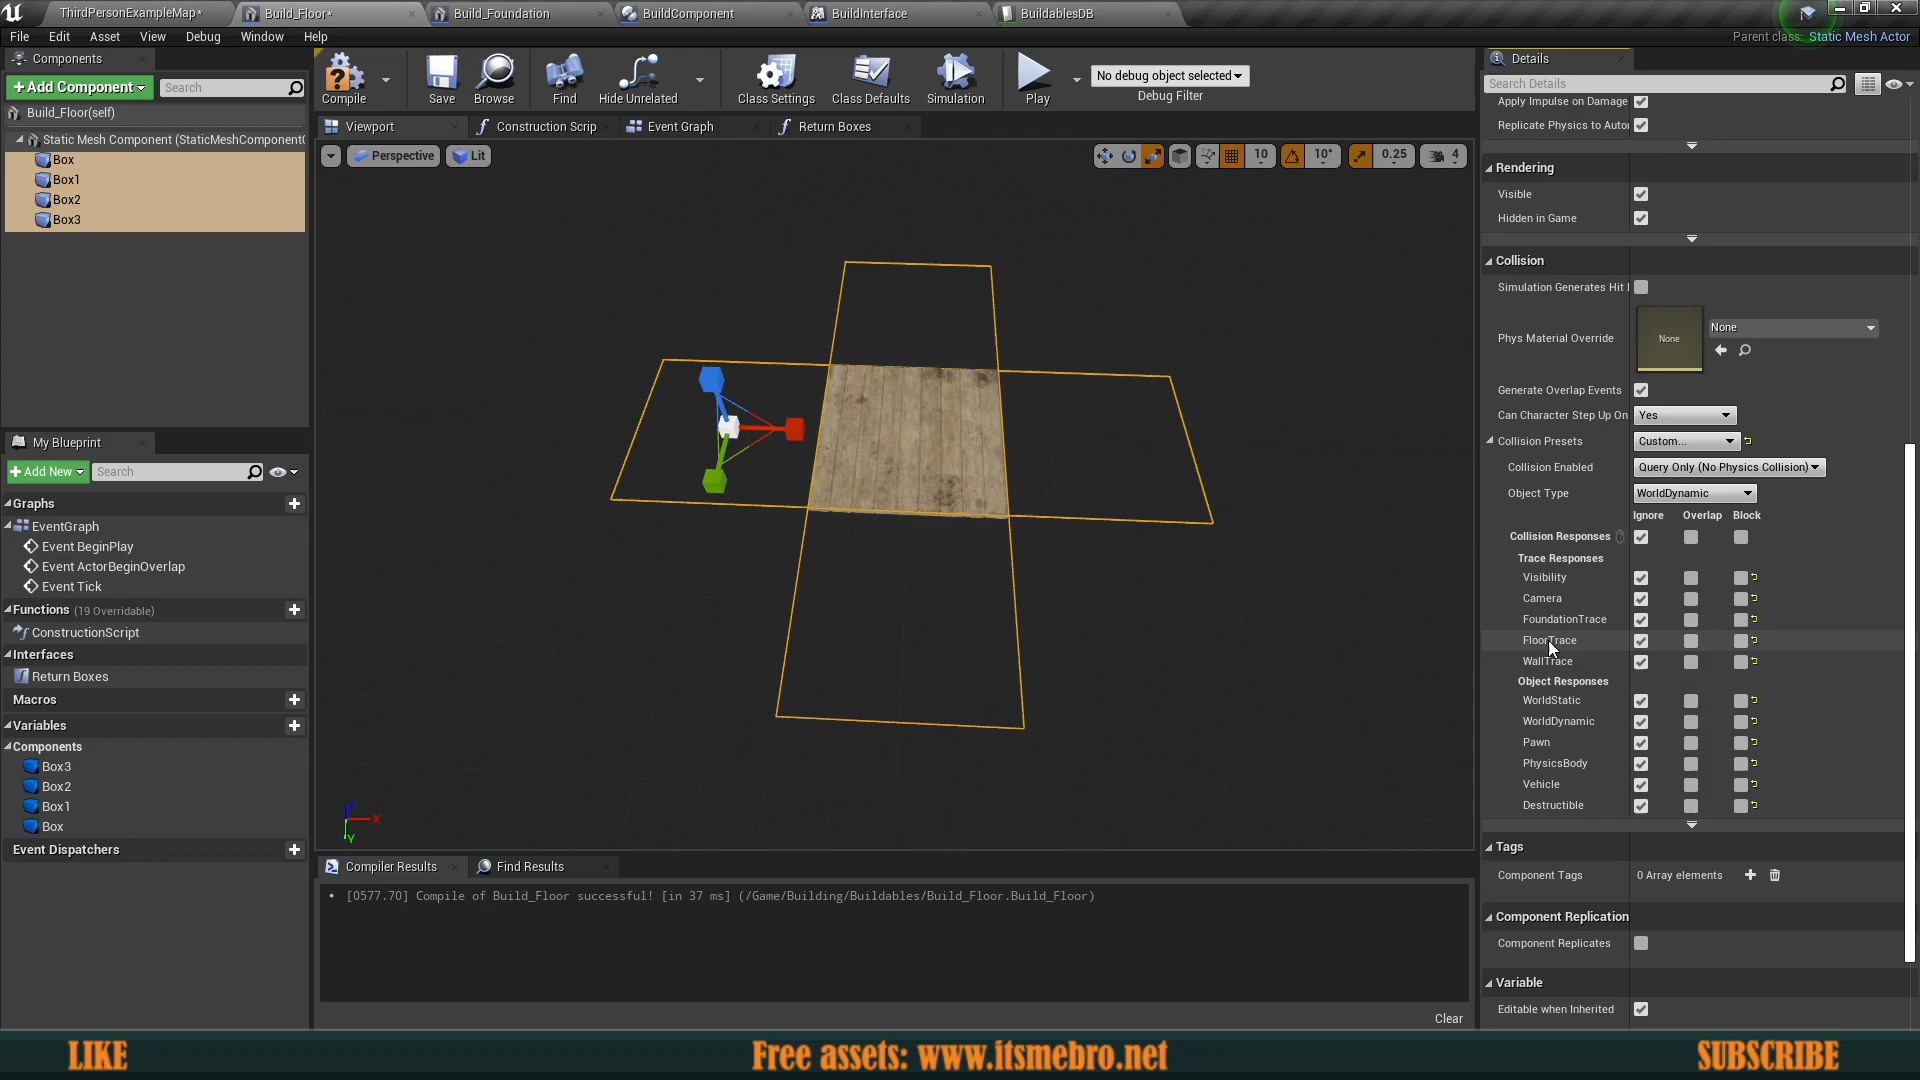 ThirdPersonExampleMap*
Build_Floor*
Build_Foundation
BuildComponent
BuildInterface
BuildablesDB
File Edit Asset View Debug Window Help
Parent class: Static Mesh Actor
Components
+Add Component
Search
Build_Floor(self)
Static Mesh Component (StaticMeshComponent0
Box
Box1
Box2
Box3
My Blueprint
+Add New
Search
Graphs
EventGraph
Event BeginPlay
Event ActorBeginOverlap
Event Tick
Functions (19 Overridable)
ConstructionScript
Interfaces
Return Boxes
Macros
Variables
Components
Box3
Box2
Box1
Box
Event Dispatchers
Compile
Save
Browse
Find
Hide Unrelated
Class Settings
Class Defaults
Simulation
Play
No debug object selected
Debug Filter
Viewport
Construction Scrip
Event Graph
Return Boxes
Perspective
Lit
10
10°
0.25
4
Z
X
Y
Compiler Results
Find Results
[0577.70] Compile of Build_Floor successful! [in 37 ms] (/Game/Building/Buildables/Build_Floor.Build_Floor)
Clear
Details
Search Details
Apply Impulse on Damage
Replicate Physics to Autor
Rendering
Visible
Hidden in Game
Collision
Simulation Generates Hit
Phys Material Override
None
None
Generate Overlap Events
Can Character Step Up On
Yes
Collision Presets
Custom...
Collision Enabled
Query Only (No Physics Collision)
Object Type
WorldDynamic
Ignore Overlap Block
Collision Responses
Trace Responses
Visibility
Camera
FoundationTrace
FloorTrace
WallTrace
Object Responses
WorldStatic
WorldDynamic
Pawn
PhysicsBody
Vehicle
Destructible
Tags
Component Tags
0 Array elements
Component Replication
Component Replicates
Variable
Editable when Inherited
LIKE
Free assets: www.itsmebro.net
SUBSCRIBE